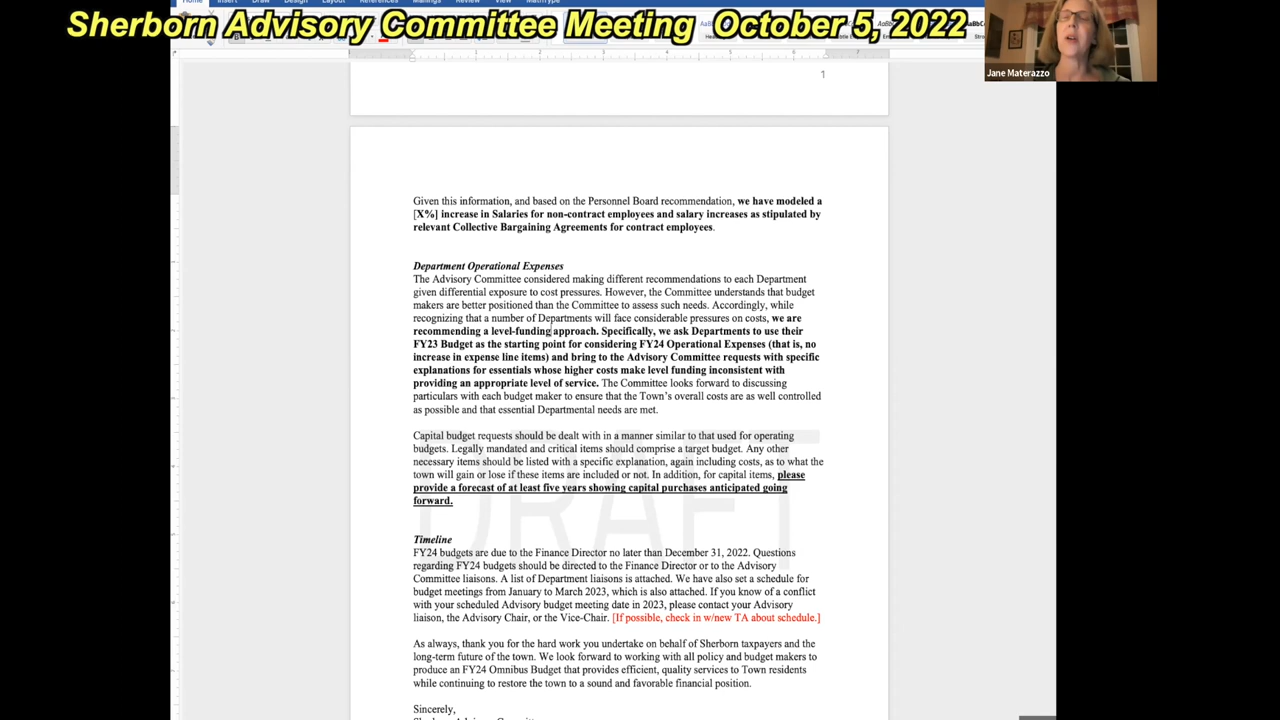 Home Insert Draw Design Layout References Mailings Review View MathType
Sherborn Advisory Committee Meeting October 5, 2022
Jane Materazzo
1
Given this information, and based on the Personnel Board recommendation, we have modeled a
[X%] increase in Salaries for non-contract employees and salary increases as stipulated by
relevant Collective Bargaining Agreements for contract employees.
Department Operational Expenses
The Advisory Committee considered making different recommendations to each Department
given differential exposure to cost pressures. However, the Committee understands that budget
makers are better positioned than the Committee to assess such needs. Accordingly, while
recognizing that a number of Departments will face considerable pressures on costs, we are
recommending a level-funding approach. Specifically, we ask Departments to use their
FY23 Budget as the starting point for considering FY24 Operational Expenses (that is, no
increase in expense line items) and bring to the Advisory Committee requests with specific
explanations for essentials whose higher costs make level funding inconsistent with
providing an appropriate level of service. The Committee looks forward to discussing
particulars with each budget maker to ensure that the Town's overall costs are as well controlled
as possible and that essential Departmental needs are met.
Capital budget requests should be dealt with in a manner similar to that used for operating
budgets. Legally mandated and critical items should comprise a target budget. Any other
necessary items should be listed with a specific explanation, again including costs, as to what the
town will gain or lose if these items are included or not. In addition, for capital items, please
provide a forecast of at least five years showing capital purchases anticipated going
forward.
DRAFT
Timeline
FY24 budgets are due to the Finance Director no later than December 31, 2022. Questions
regarding FY24 budgets should be directed to the Finance Director or to the Advisory
Committee liaisons. A list of Department liaisons is attached. We have also set a schedule for
budget meetings from January to March 2023, which is also attached. If you know of a conflict
with your scheduled Advisory budget meeting date in 2023, please contact your Advisory
liaison, the Advisory Chair, or the Vice-Chair. [If possible, check in w/new TA about schedule.]
As always, thank you for the hard work you undertake on behalf of Sherborn taxpayers and the
long-term future of the town. We look forward to working with all policy and budget makers to
produce an FY24 Omnibus Budget that provides efficient, quality services to Town residents
while continuing to restore the town to a sound and favorable financial position.
Sincerely,